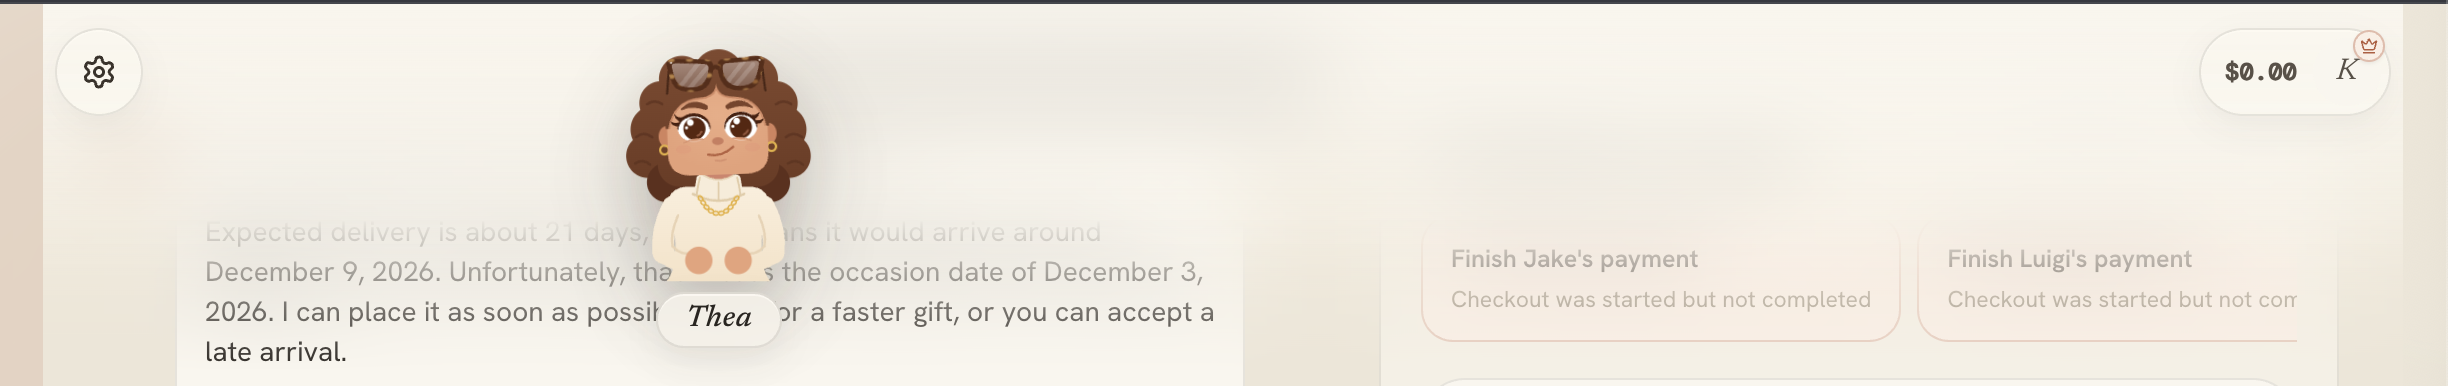 $0.00 K
Expected delivery is about 21 days, ans it would arrive around
December 9, 2026. Unfortunately, tha s the occasion date of December 3,
2026. I can place it as soon as possib or a faster gift, or you can accept a
late arrival.
Thea
Finish Jake's payment
Checkout was started but not completed
Finish Luigi's payment
Checkout was started but not com